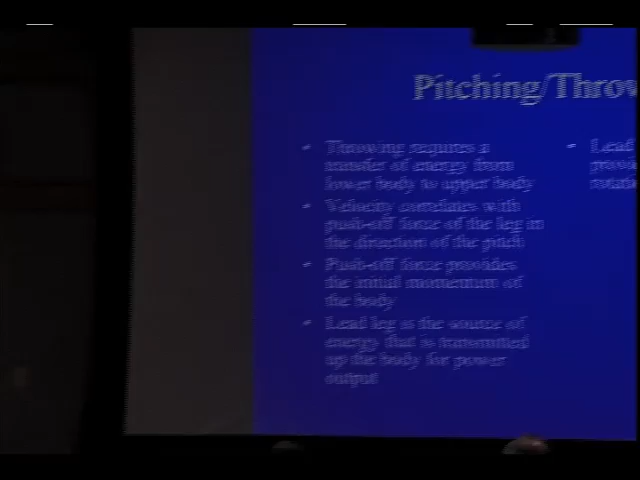 Pitching/Throw
- Throwing requires a
transfer of energy from
lower body to upper body
- Velocity correlates with
push-off force of the leg in
the direction of the pitch
- Push-off force provides
the initial momentum of
the body
- Lead leg is the source of
energy that is transmitted
up the body for power
output
- Lead